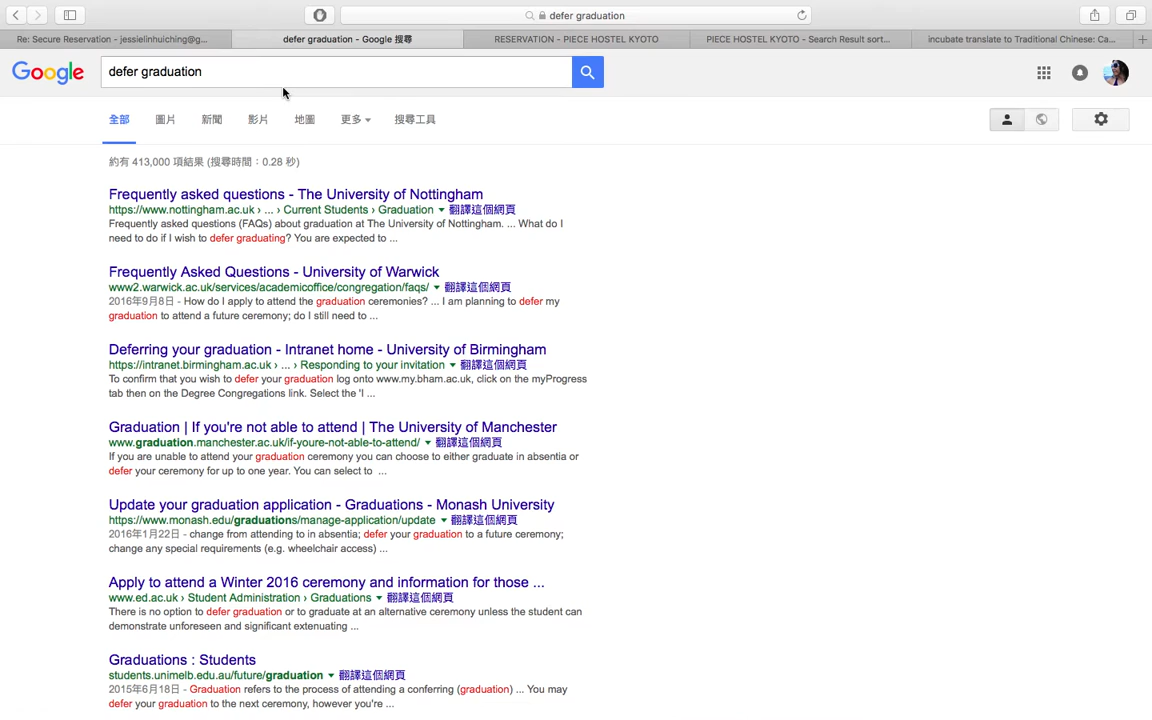 defer graduation
Re: Secure Reservation - jessielinhuiching@g...
defer graduation - Google 搜尋
RESERVATION - PIECE HOSTEL KYOTO
PIECE HOSTEL KYOTO - Search Result sort...
incubate translate to Traditional Chinese: Ca...
Google
defer graduation
全部 圖片 新聞 影片 地圖 更多 搜尋工具
約有 413,000 項結果 (搜尋時間：0.28 秒)
Frequently asked questions - The University of Nottingham
https://www.nottingham.ac.uk › ... › Current Students › Graduation 翻譯這個網頁
Frequently asked questions (FAQs) about graduation at The University of Nottingham. ... What do I
need to do if I wish to defer graduating? You are expected to ...
Frequently Asked Questions - University of Warwick
www2.warwick.ac.uk/services/academicoffice/congregation/faqs/ 翻譯這個網頁
2016年9月8日 - How do I apply to attend the graduation ceremonies? ... I am planning to defer my
graduation to attend a future ceremony; do I still need to ...
Deferring your graduation - Intranet home - University of Birmingham
https://intranet.birmingham.ac.uk › ... › Responding to your invitation 翻譯這個網頁
To confirm that you wish to defer your graduation log onto www.my.bham.ac.uk, click on the myProgress
tab then on the Degree Congregations link. Select the 'I ...
Graduation | If you're not able to attend | The University of Manchester
www.graduation.manchester.ac.uk/if-youre-not-able-to-attend/ 翻譯這個網頁
If you are unable to attend your graduation ceremony you can choose to either graduate in absentia or
defer your ceremony for up to one year. You can select to ...
Update your graduation application - Graduations - Monash University
https://www.monash.edu/graduations/manage-application/update 翻譯這個網頁
2016年1月22日 - change from attending to in absentia; defer your graduation to a future ceremony;
change any special requirements (e.g. wheelchair access) ...
Apply to attend a Winter 2016 ceremony and information for those ...
www.ed.ac.uk › Student Administration › Graduations 翻譯這個網頁
There is no option to defer graduation or to graduate at an alternative ceremony unless the student can
demonstrate unforeseen and significant extenuating ...
Graduations : Students
students.unimelb.edu.au/future/graduation 翻譯這個網頁
2015年6月18日 - Graduation refers to the process of attending a conferring (graduation) ... You may
defer your graduation to the next ceremony, however you're ...